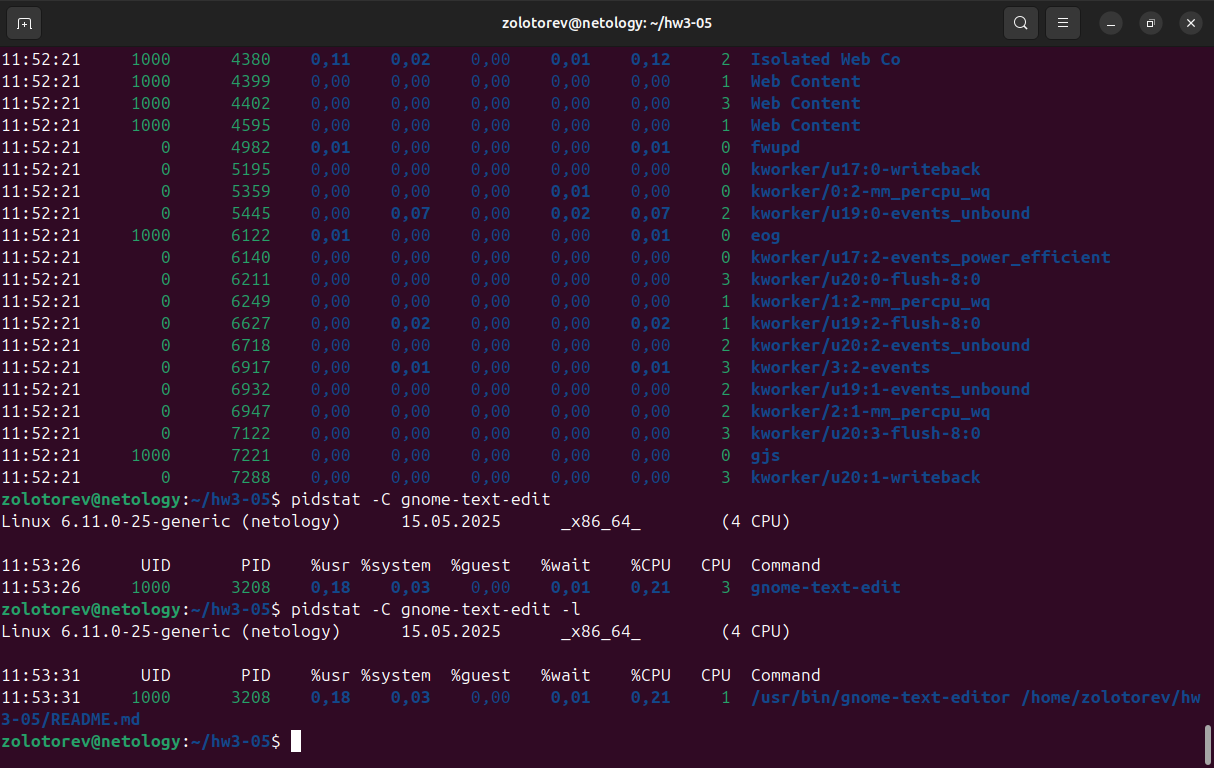 zolotorev@netology: ~/hw3-05
11:52:21     1000      4380    0,11    0,02    0,00    0,01    0,12     2  Isolated Web Co
11:52:21     1000      4399    0,00    0,00    0,00    0,00    0,00     1  Web Content
11:52:21     1000      4402    0,00    0,00    0,00    0,00    0,00     3  Web Content
11:52:21     1000      4595    0,00    0,00    0,00    0,00    0,00     1  Web Content
11:52:21        0      4982    0,01    0,00    0,00    0,00    0,01     0  fwupd
11:52:21        0      5195    0,00    0,00    0,00    0,00    0,00     0  kworker/u17:0-writeback
11:52:21        0      5359    0,00    0,00    0,00    0,01    0,00     0  kworker/0:2-mm_percpu_wq
11:52:21        0      5445    0,00    0,07    0,00    0,02    0,07     2  kworker/u19:0-events_unbound
11:52:21     1000      6122    0,01    0,00    0,00    0,00    0,01     0  eog
11:52:21        0      6140    0,00    0,00    0,00    0,00    0,00     0  kworker/u17:2-events_power_efficient
11:52:21        0      6211    0,00    0,00    0,00    0,00    0,00     3  kworker/u20:0-flush-8:0
11:52:21        0      6249    0,00    0,00    0,00    0,00    0,00     1  kworker/1:2-mm_percpu_wq
11:52:21        0      6627    0,00    0,02    0,00    0,00    0,02     1  kworker/u19:2-flush-8:0
11:52:21        0      6718    0,00    0,00    0,00    0,00    0,00     2  kworker/u20:2-events_unbound
11:52:21        0      6917    0,00    0,01    0,00    0,00    0,01     3  kworker/3:2-events
11:52:21        0      6932    0,00    0,00    0,00    0,00    0,00     2  kworker/u19:1-events_unbound
11:52:21        0      6947    0,00    0,00    0,00    0,00    0,00     2  kworker/2:1-mm_percpu_wq
11:52:21        0      7122    0,00    0,00    0,00    0,00    0,00     3  kworker/u20:3-flush-8:0
11:52:21     1000      7221    0,00    0,00    0,00    0,00    0,00     0  gjs
11:52:21        0      7288    0,00    0,00    0,00    0,00    0,00     3  kworker/u20:1-writeback
zolotorev@netology:~/hw3-05$ pidstat -C gnome-text-edit
Linux 6.11.0-25-generic (netology)      15.05.2025      _x86_64_        (4 CPU)
11:53:26      UID       PID    %usr %system  %guest   %wait    %CPU   CPU  Command
11:53:26     1000      3208    0,18    0,03    0,00    0,01    0,21     3  gnome-text-edit
zolotorev@netology:~/hw3-05$ pidstat -C gnome-text-edit -l
Linux 6.11.0-25-generic (netology)      15.05.2025      _x86_64_        (4 CPU)
11:53:31      UID       PID    %usr %system  %guest   %wait    %CPU   CPU  Command
11:53:31     1000      3208    0,18    0,03    0,00    0,01    0,21     1  /usr/bin/gnome-text-editor /home/zolotorev/hw
3-05/README.md
zolotorev@netology:~/hw3-05$